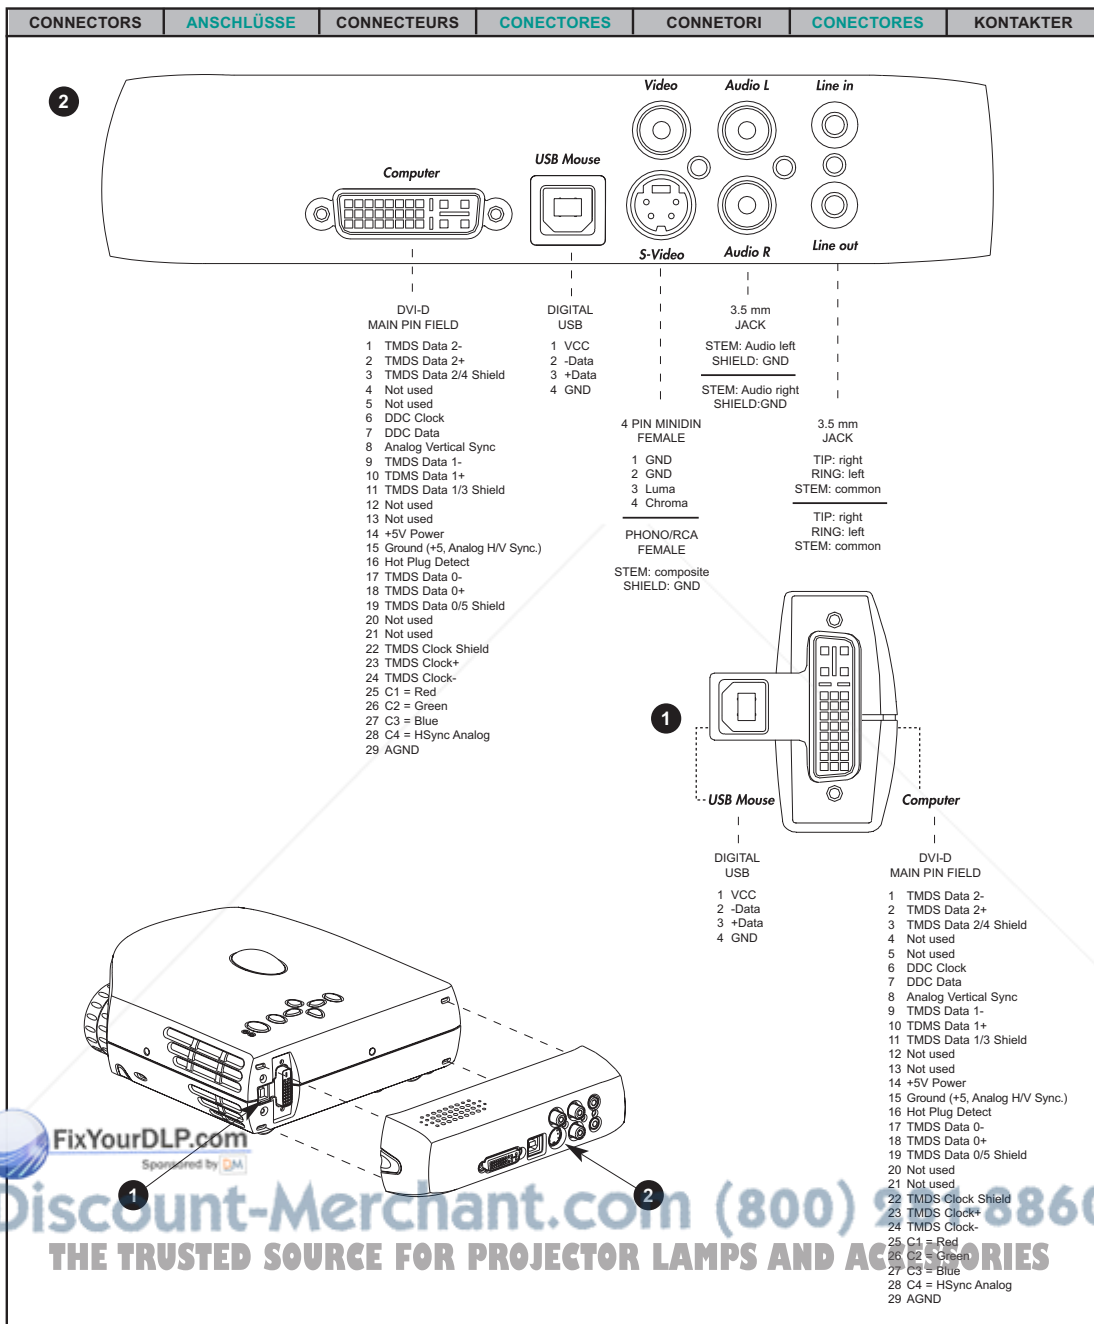 CONNECTORS ANSCHLÜSSE CONNECTEURS CONECTORES CONNETORI CONECTORES KONTAKTER
2
Video Audio L Line in
USB Mouse
Computer
S-Video Audio R Line out
DVI-D
MAIN PIN FIELD
1 TMDS Data 2-
2 TMDS Data 2+
3 TMDS Data 2/4 Shield
4 Not used
5 Not used
6 DDC Clock
7 DDC Data
8 Analog Vertical Sync
9 TMDS Data 1-
10 TDMS Data 1+
11 TMDS Data 1/3 Shield
12 Not used
13 Not used
14 +5V Power
15 Ground (+5, Analog H/V Sync.)
16 Hot Plug Detect
17 TMDS Data 0-
18 TMDS Data 0+
19 TMDS Data 0/5 Shield
20 Not used
21 Not used
22 TMDS Clock Shield
23 TMDS Clock+
24 TMDS Clock-
25 C1 = Red
26 C2 = Green
27 C3 = Blue
28 C4 = HSync Analog
29 AGND
DIGITAL
USB
1 VCC
2 -Data
3 +Data
4 GND
4 PIN MINIDIN
FEMALE
1 GND
2 GND
3 Luma
4 Chroma
PHONO/RCA
FEMALE
STEM: composite
SHIELD: GND
3.5 mm
JACK
STEM: Audio left
SHIELD: GND
STEM: Audio right
SHIELD:GND
3.5 mm
JACK
TIP: right
RING: left
STEM: common
TIP: right
RING: left
STEM: common
1
USB Mouse
Computer
DIGITAL
USB
1 VCC
2 -Data
3 +Data
4 GND
DVI-D
MAIN PIN FIELD
1 TMDS Data 2-
2 TMDS Data 2+
3 TMDS Data 2/4 Shield
4 Not used
5 Not used
6 DDC Clock
7 DDC Data
8 Analog Vertical Sync
9 TMDS Data 1-
10 TDMS Data 1+
11 TMDS Data 1/3 Shield
12 Not used
13 Not used
14 +5V Power
15 Ground (+5, Analog H/V Sync.)
16 Hot Plug Detect
17 TMDS Data 0-
18 TMDS Data 0+
19 TMDS Data 0/5 Shield
20 Not used
21 Not used
22 TMDS Clock Shield
23 TMDS Clock+
24 TMDS Clock-
25 C1 = Red
26 C2 = Green
27 C3 = Blue
28 C4 = HSync Analog
29 AGND
1
2
FixYourDLP.com
Sponsored by DM
Discount-Merchant.com (800) -8860
THE TRUSTED SOURCE FOR PROJECTOR LAMPS AND ACCESSORIES